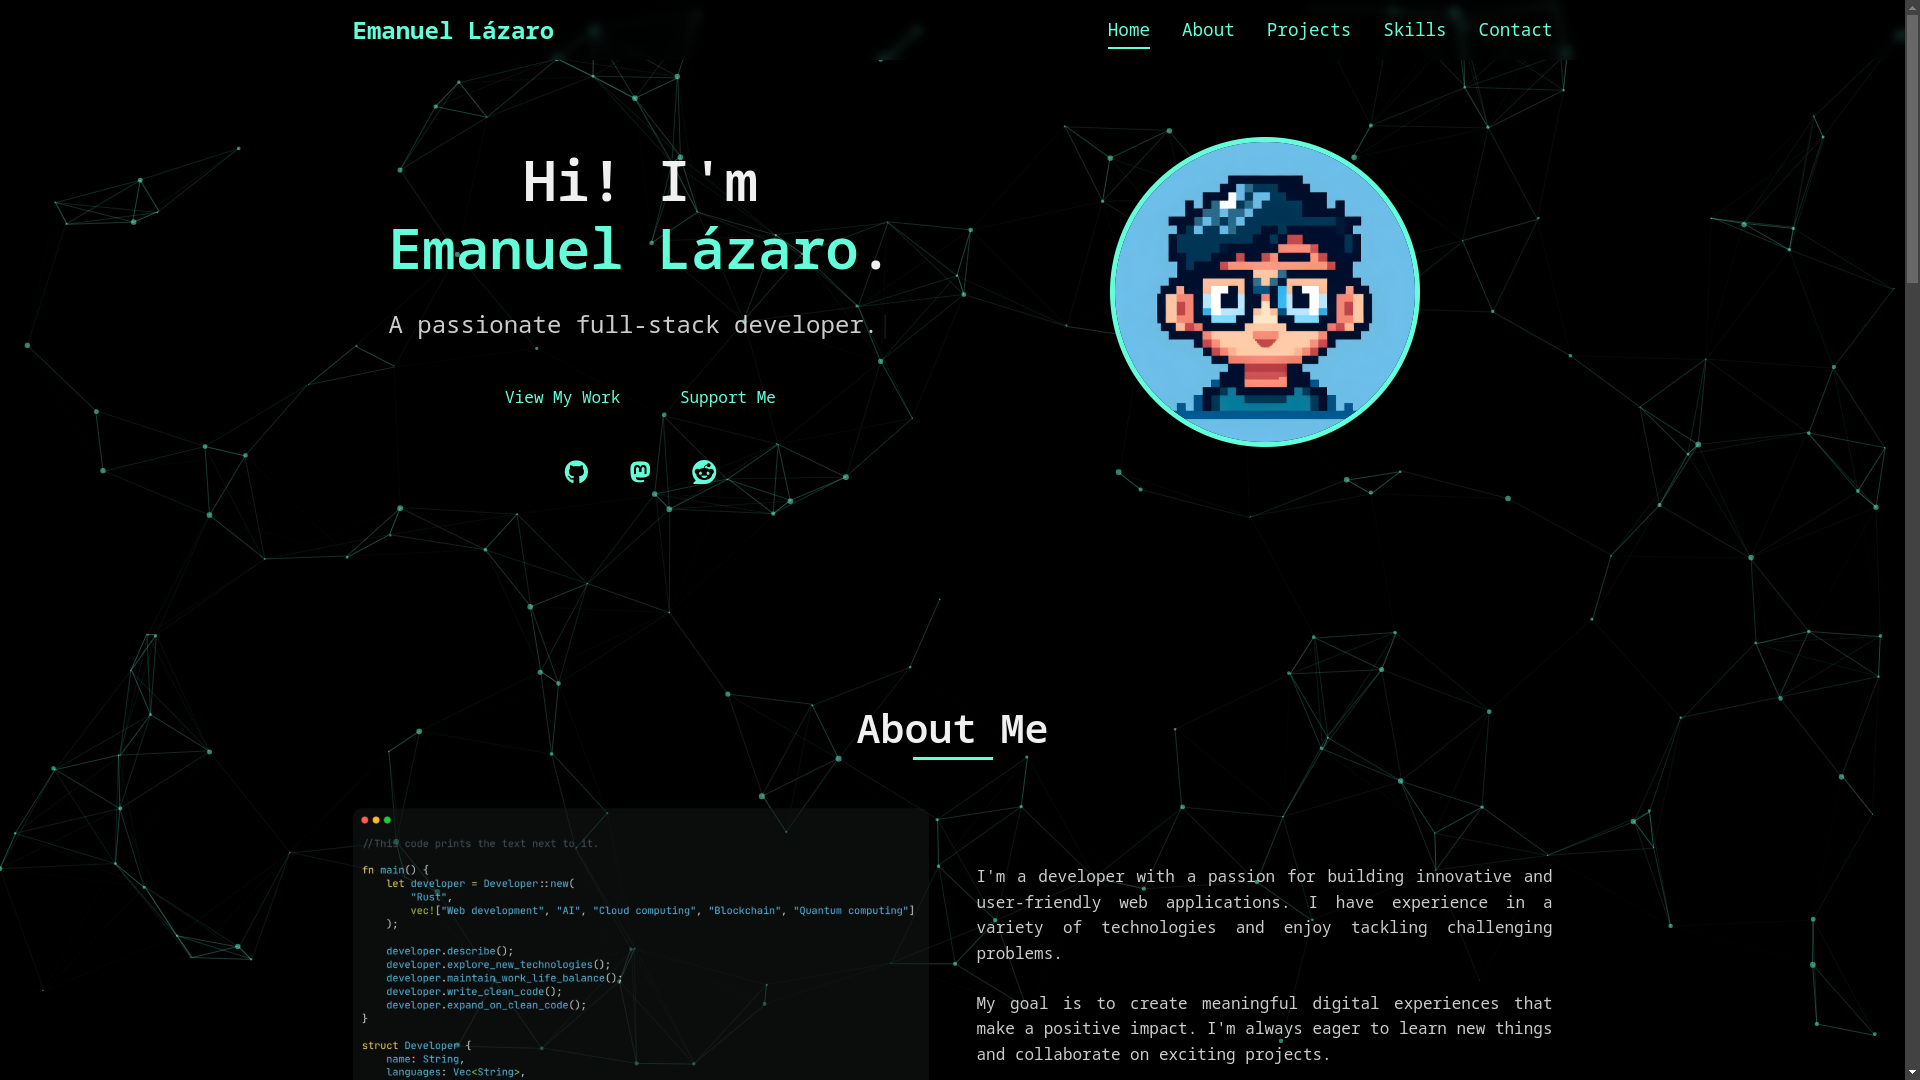 Emanuel Lázaro
Home About Projects Skills Contact
Hi! I'm
Emanuel Lázaro.
A passionate full-stack developer.
View My Work Support Me
About Me
//This code prints the text next to it.
fn main() {
let developer = Developer::new(
"Rust",
vec!["Web development", "AI", "Cloud computing", "Blockchain", "Quantum computing"]
);
developer.describe();
developer.explore_new_technologies();
developer.maintain_work_life_balance();
developer.write_clean_code();
developer.expand_on_clean_code();
}
struct Developer {
name: String,
languages: Vec<String>,
I'm a developer with a passion for building innovative and
user-friendly web applications. I have experience in a
variety of technologies and enjoy tackling challenging
problems.
My goal is to create meaningful digital experiences that
make a positive impact. I'm always eager to learn new things
and collaborate on exciting projects.